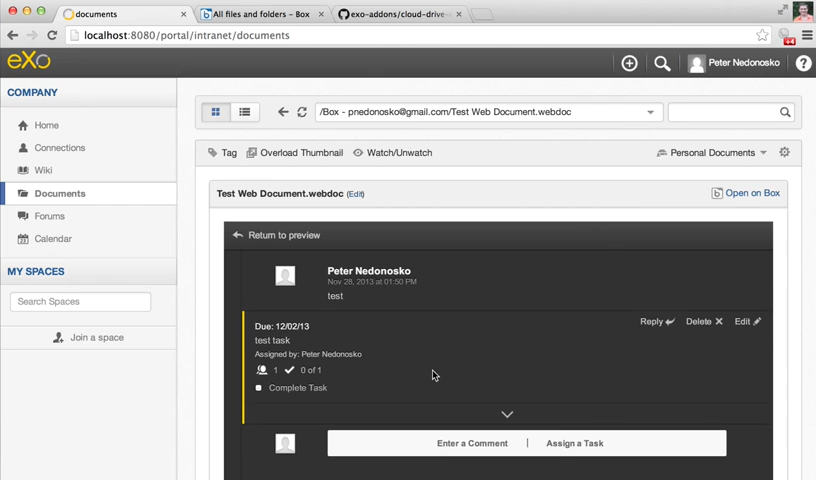 documents
All files and folders – Box
exo-addons/cloud-drive-
localhost:8080/portal/intranet/documents
+4
eXo
Peter Nedonosko
?
COMPANY
Home
Connections
Wiki
Documents
Forums
Calendar
MY SPACES
Search Spaces
Join a space
/Box - pnedonosko@gmail.com/Test Web Document.webdoc
Tag
Overload Thumbnail
Watch/Unwatch
Personal Documents
Test Web Document.webdoc (Edit)
b Open on Box
Return to preview
Peter Nedonosko
Nov 28, 2013 at 01:50 PM
test
Due: 12/02/13
Reply
Delete
Edit
test task
Assigned by: Peter Nedonosko
1
0 of 1
Complete Task
Enter a Comment | Assign a Task